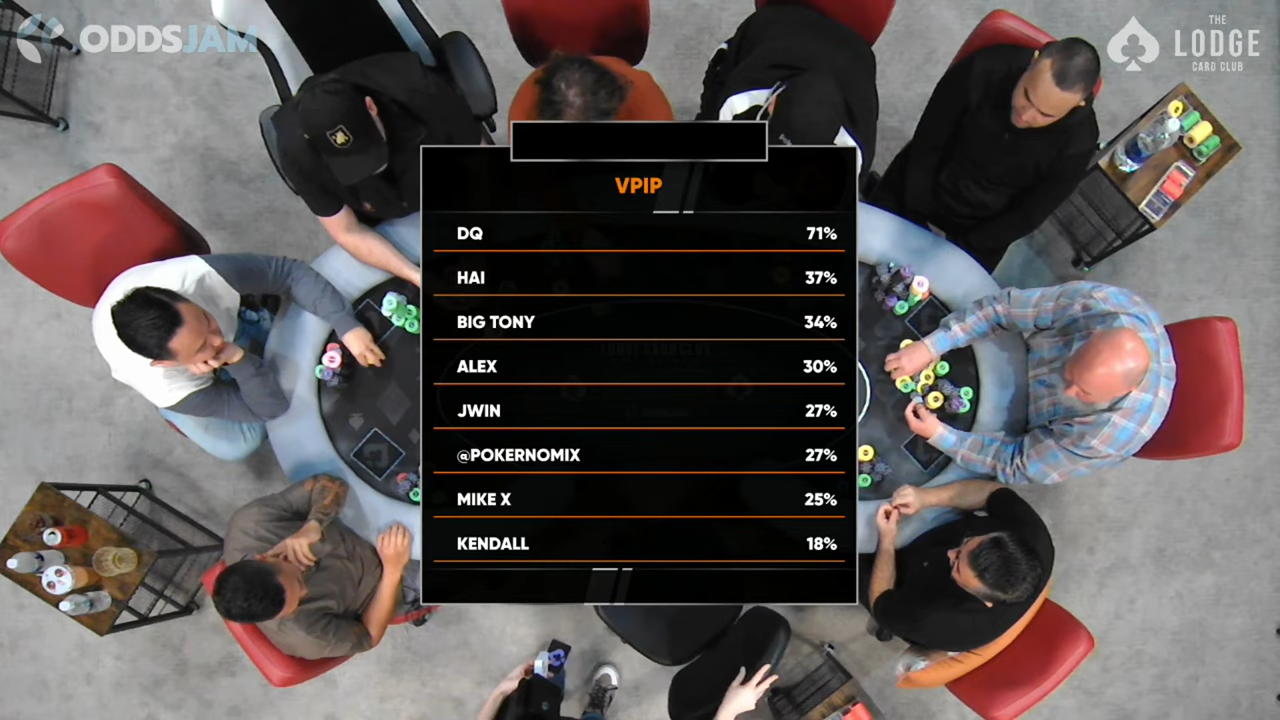 ODDSJAM
THE
LODGE
CARD CLUB
VPIP
DQ 71%
HAI 37%
BIG TONY 34%
ALEX 30%
JWIN 27%
@POKERNOMIX 27%
MIKE X 25%
KENDALL 18%